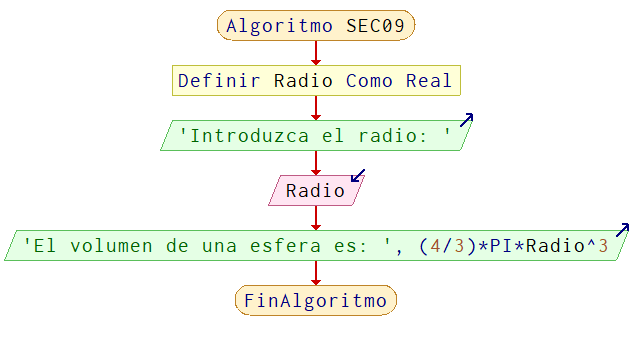 Algoritmo SEC09
Definir Radio Como Real
'Introduzca el radio: '
Radio
'El volumen de una esfera es: ', (4/3)*PI*Radio^3
FinAlgoritmo